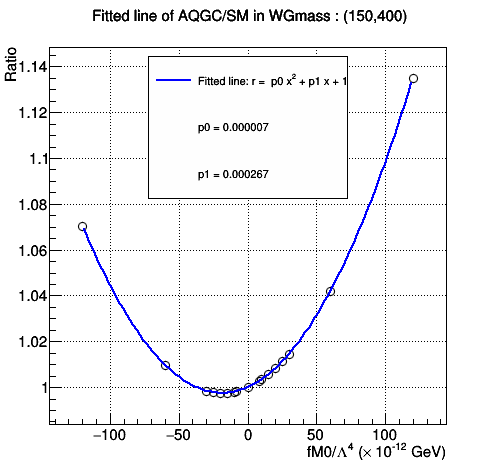 Fitted line of AQGC/SM in WGmass : (150,400)
Ratio
1.14
1.12
1.1
1.08
1.06
1.04
1.02
1
Fitted line: r = p0 x² + p1 x + 1
p0 = 0.000007
p1 = 0.000267
−100 −50 0 50 100
fM0/Λ⁴ (× 10⁻¹² GeV)